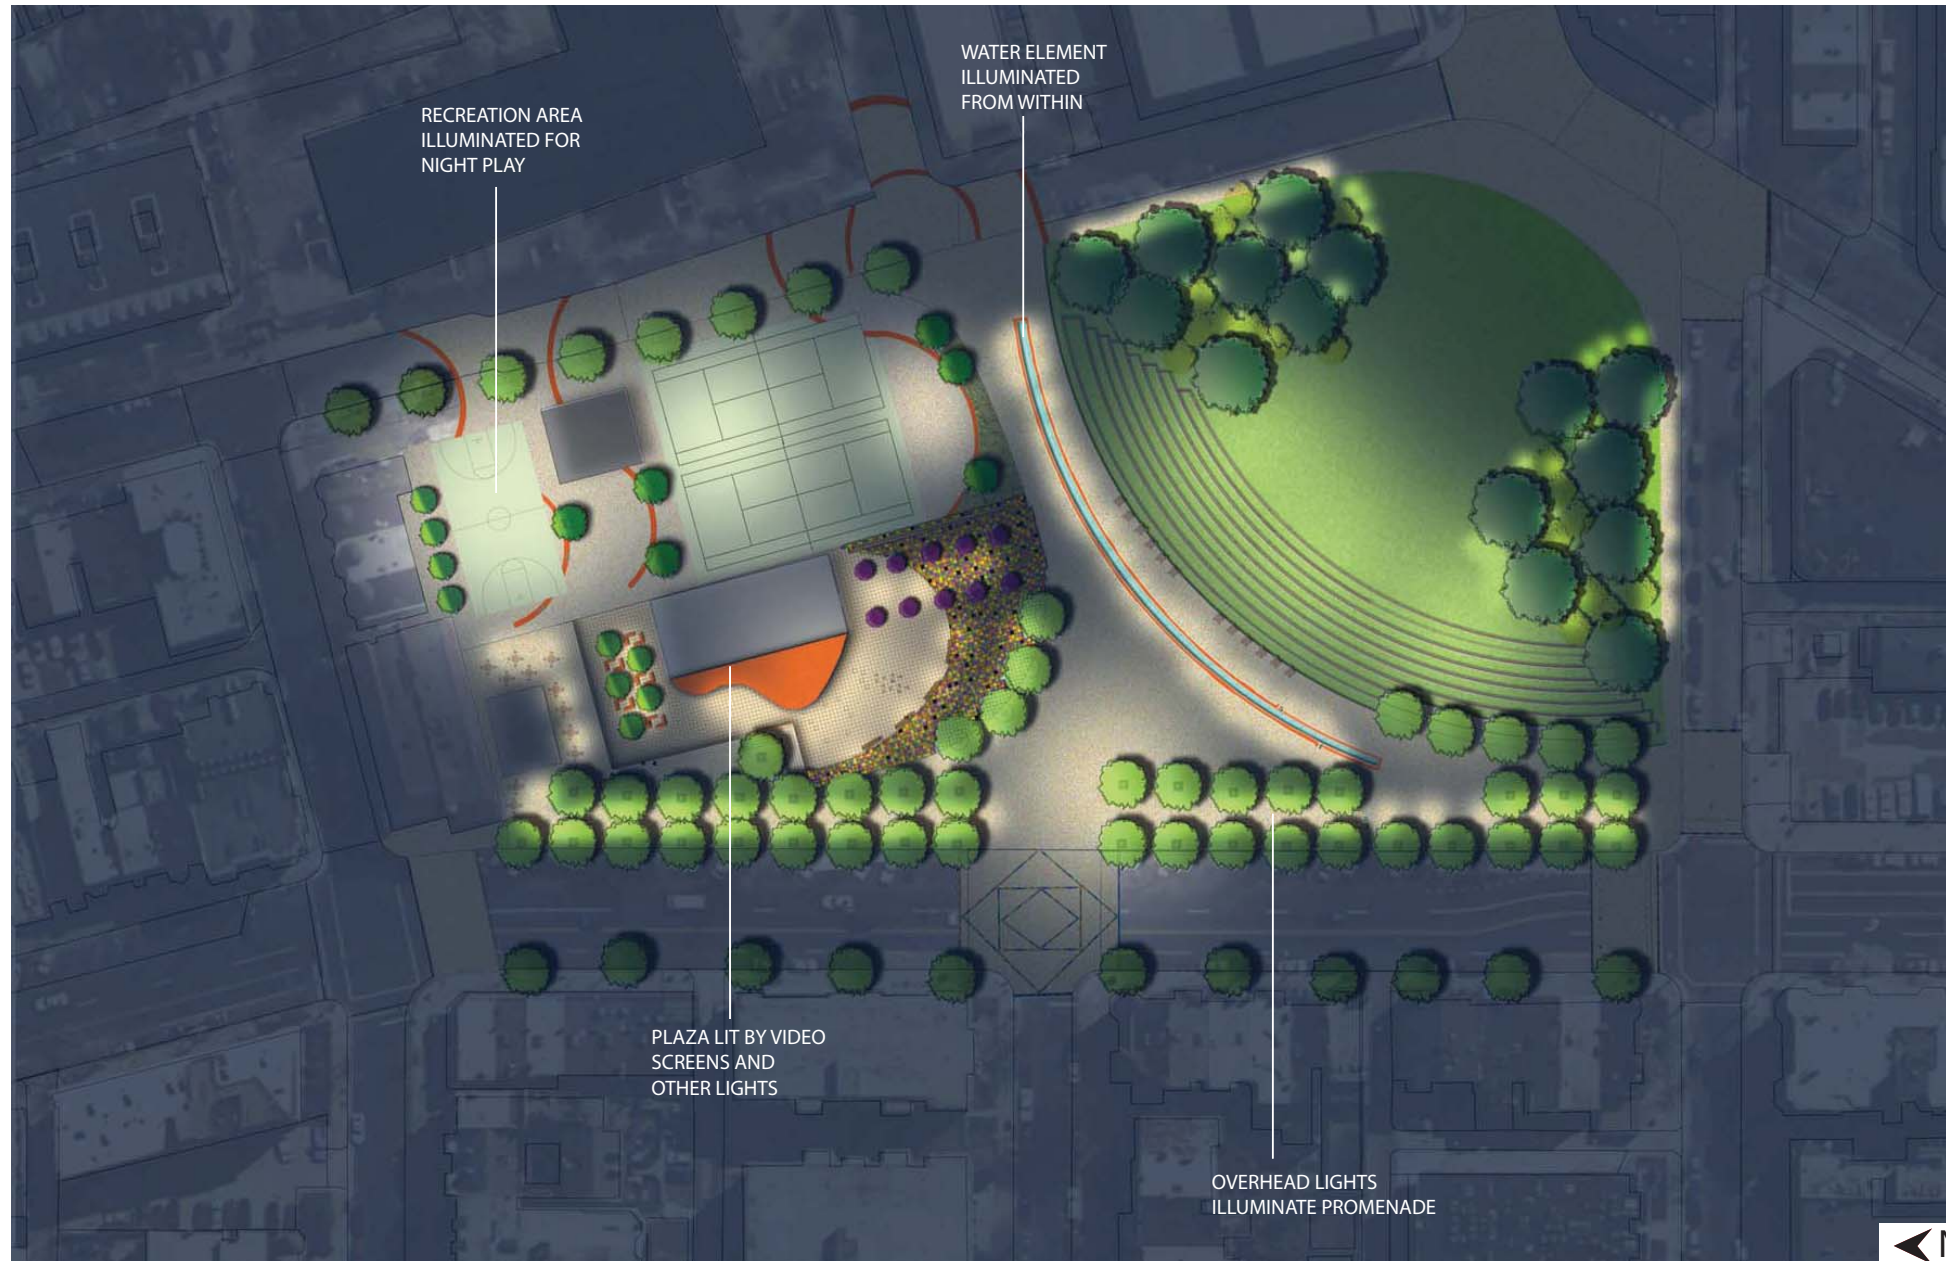 WATER ELEMENT
ILLUMINATED
FROM WITHIN
RECREATION AREA
ILLUMINATED FOR
NIGHT PLAY
PLAZA LIT BY VIDEO
SCREENS AND
OTHER LIGHTS
OVERHEAD LIGHTS
ILLUMINATE PROMENADE
N